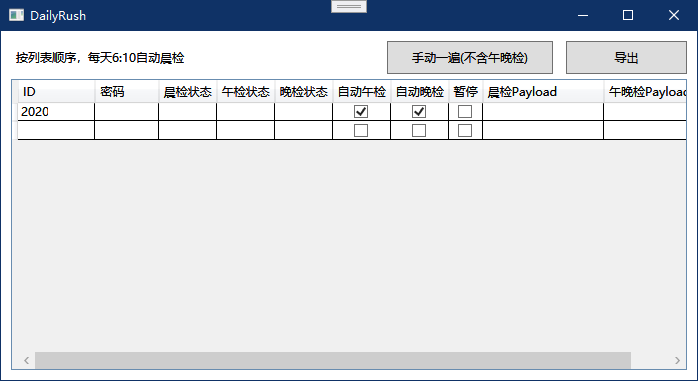 DailyRush
按列表顺序，每天6:10自动晨检
手动一遍(不含午晚检)
导出
ID 密码 晨检状态 午检状态 晚检状态 自动午检 自动晚检 暂停 晨检Payload 午晚检Payload
2020